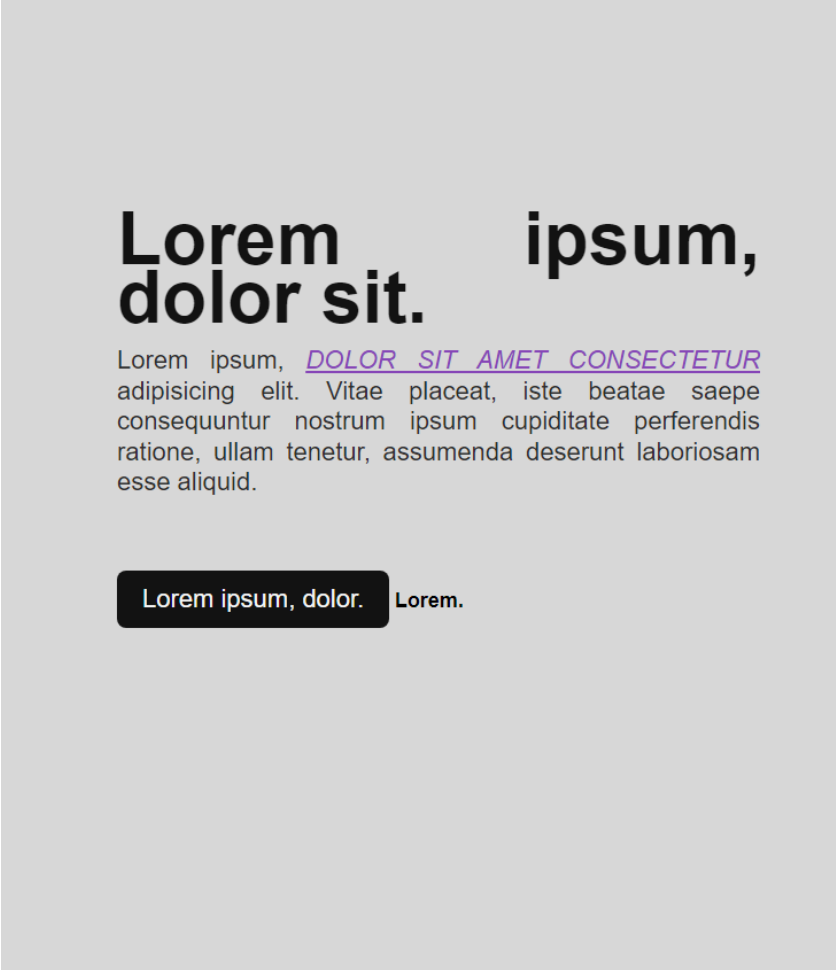 Lorem ipsum,
dolor sit.
Lorem ipsum, DOLOR SIT AMET CONSECTETUR
adipisicing elit. Vitae placeat, iste beatae saepe
consequuntur nostrum ipsum cupiditate perferendis
ratione, ullam tenetur, assumenda deserunt laboriosam
esse aliquid.
Lorem ipsum, dolor. Lorem.